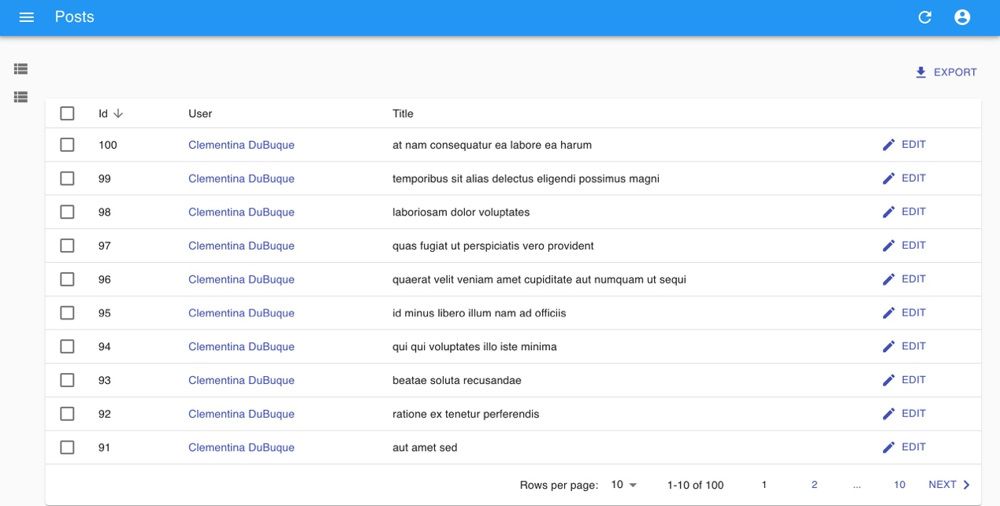 Posts
EXPORT
Id User Title
100 Clementina DuBuque at nam consequatur ea labore ea harum EDIT
99 Clementina DuBuque temporibus sit alias delectus eligendi possimus magni EDIT
98 Clementina DuBuque laboriosam dolor voluptates EDIT
97 Clementina DuBuque quas fugiat ut perspiciatis vero provident EDIT
96 Clementina DuBuque quaerat velit veniam amet cupiditate aut numquam ut sequi EDIT
95 Clementina DuBuque id minus libero illum nam ad officiis EDIT
94 Clementina DuBuque qui qui voluptates illo iste minima EDIT
93 Clementina DuBuque beatae soluta recusandae EDIT
92 Clementina DuBuque ratione ex tenetur perferendis EDIT
91 Clementina DuBuque aut amet sed EDIT
Rows per page: 10 1-10 of 100 1 2 ... 10 NEXT